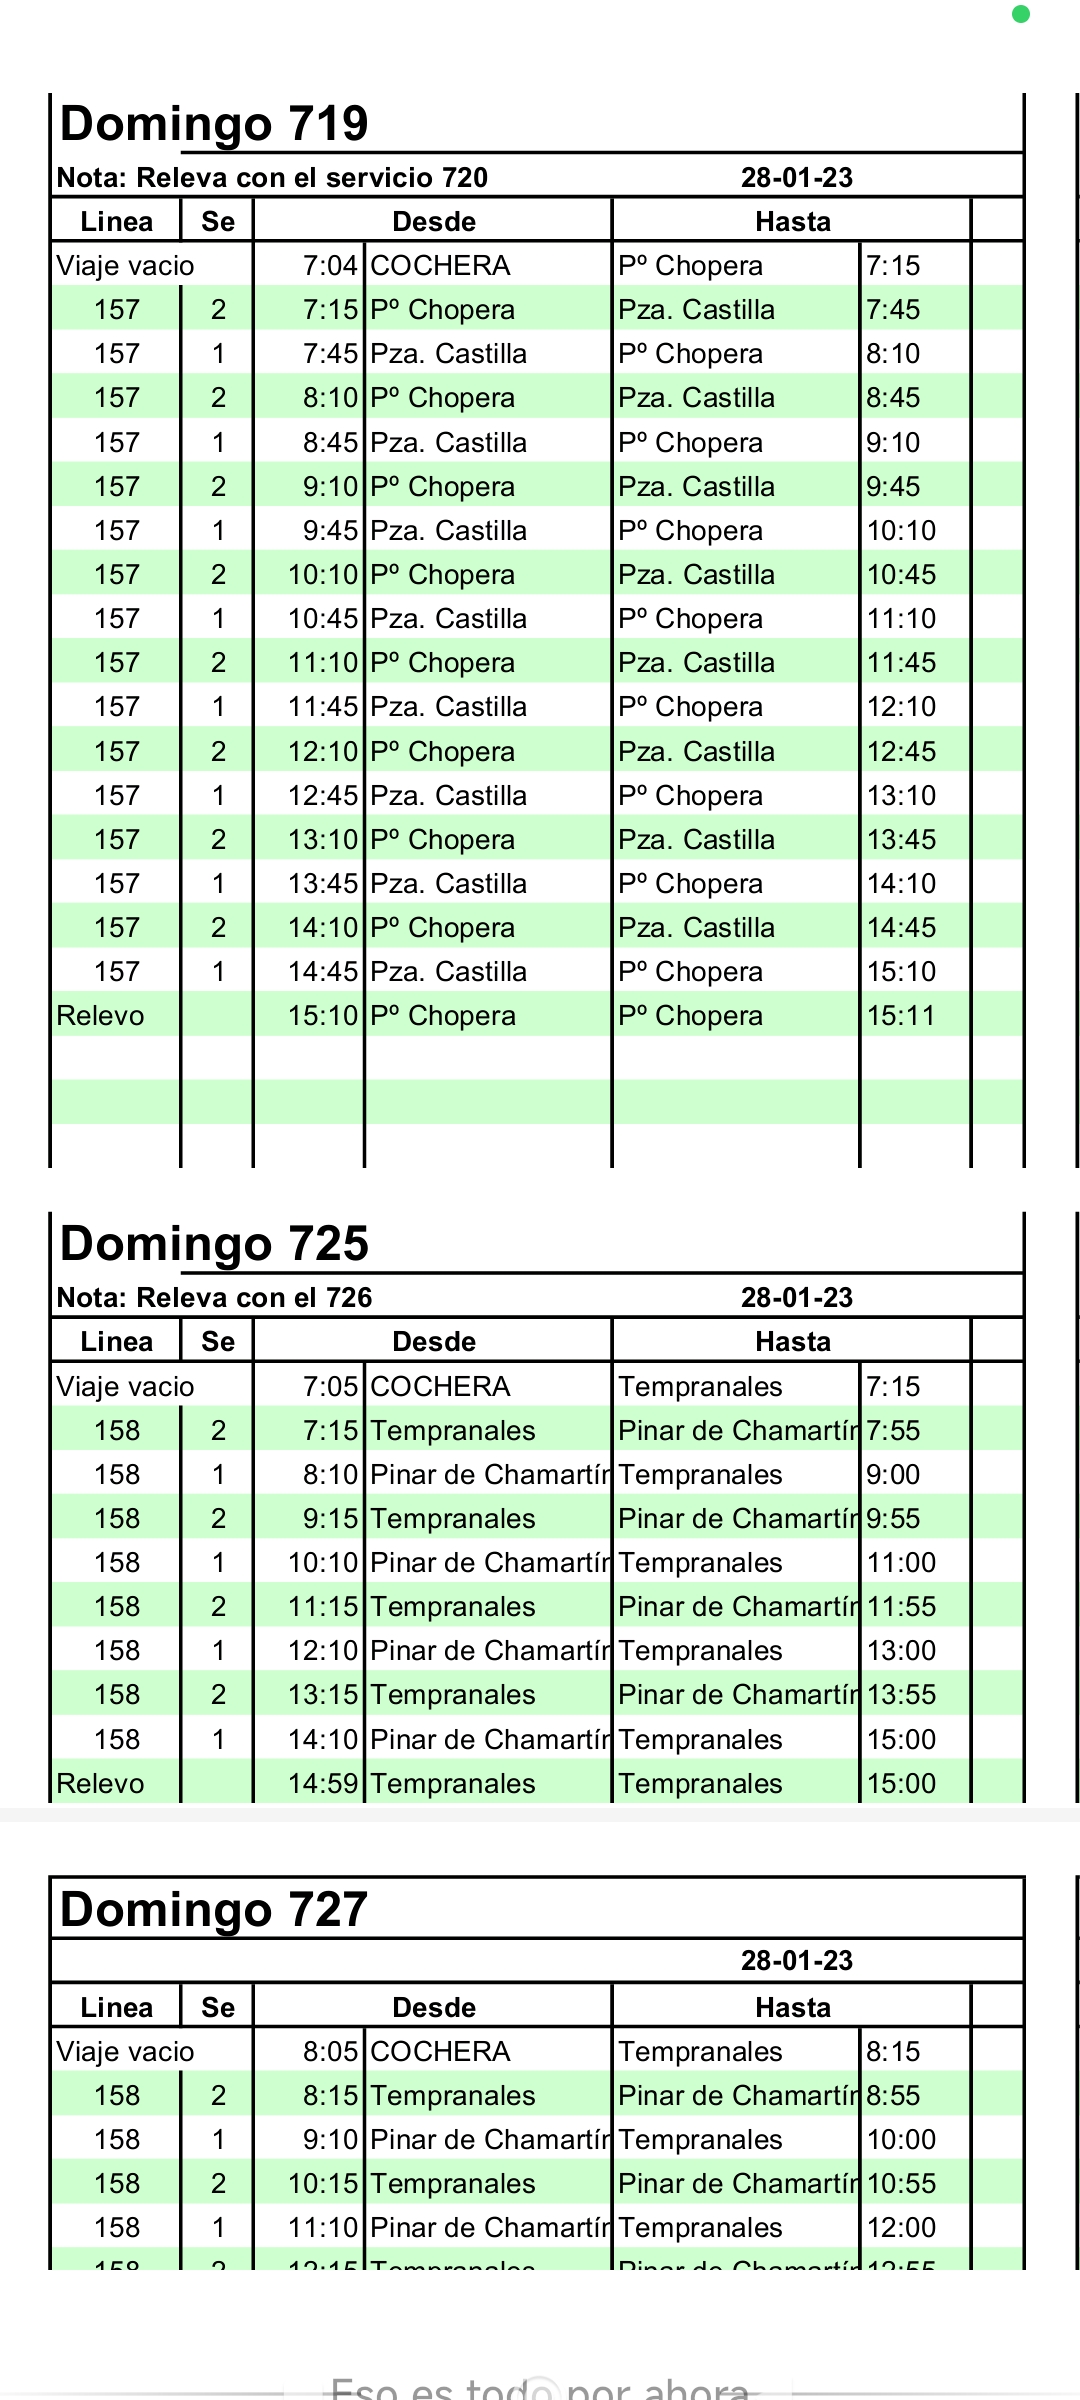 Domingo 719
Nota: Releva con el servicio 720 28-01-23
Linea Se Desde Hasta
Viaje vacio 7:04 COCHERA Pº Chopera 7:15
157 2 7:15 Pº Chopera Pza. Castilla 7:45
157 1 7:45 Pza. Castilla Pº Chopera 8:10
157 2 8:10 Pº Chopera Pza. Castilla 8:45
157 1 8:45 Pza. Castilla Pº Chopera 9:10
157 2 9:10 Pº Chopera Pza. Castilla 9:45
157 1 9:45 Pza. Castilla Pº Chopera 10:10
157 2 10:10 Pº Chopera Pza. Castilla 10:45
157 1 10:45 Pza. Castilla Pº Chopera 11:10
157 2 11:10 Pº Chopera Pza. Castilla 11:45
157 1 11:45 Pza. Castilla Pº Chopera 12:10
157 2 12:10 Pº Chopera Pza. Castilla 12:45
157 1 12:45 Pza. Castilla Pº Chopera 13:10
157 2 13:10 Pº Chopera Pza. Castilla 13:45
157 1 13:45 Pza. Castilla Pº Chopera 14:10
157 2 14:10 Pº Chopera Pza. Castilla 14:45
157 1 14:45 Pza. Castilla Pº Chopera 15:10
Relevo 15:10 Pº Chopera Pº Chopera 15:11
Domingo 725
Nota: Releva con el 726 28-01-23
Linea Se Desde Hasta
Viaje vacio 7:05 COCHERA Tempranales 7:15
158 2 7:15 Tempranales Pinar de Chamartín 7:55
158 1 8:10 Pinar de Chamartín Tempranales 9:00
158 2 9:15 Tempranales Pinar de Chamartín 9:55
158 1 10:10 Pinar de Chamartín Tempranales 11:00
158 2 11:15 Tempranales Pinar de Chamartín 11:55
158 1 12:10 Pinar de Chamartín Tempranales 13:00
158 2 13:15 Tempranales Pinar de Chamartín 13:55
158 1 14:10 Pinar de Chamartín Tempranales 15:00
Relevo 14:59 Tempranales Tempranales 15:00
Domingo 727
28-01-23
Linea Se Desde Hasta
Viaje vacio 8:05 COCHERA Tempranales 8:15
158 2 8:15 Tempranales Pinar de Chamartín 8:55
158 1 9:10 Pinar de Chamartín Tempranales 10:00
158 2 10:15 Tempranales Pinar de Chamartín 10:55
158 1 11:10 Pinar de Chamartín Tempranales 12:00
158 2 12:15 Tempranales Pinar de Chamartín 12:55
Eso es todo por ahora